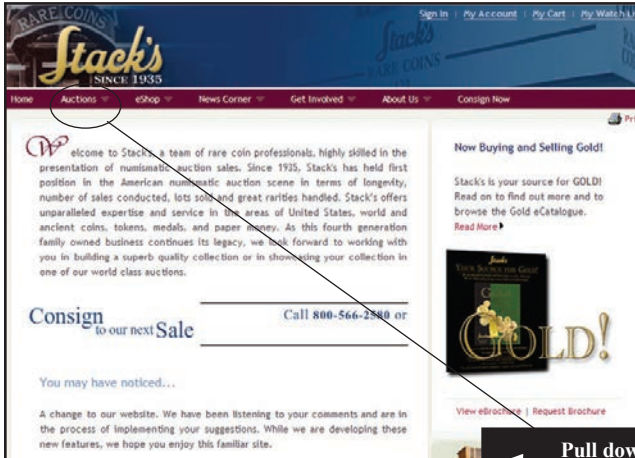 RARE COINS
Stack's
SINCE 1935
Stack's
RARE COINS
Sign In | My Account | My Cart | My Watch Li
Home Auctions eShop News Corner Get Involved About Us Consign Now
Pri
Welcome to Stack's, a team of rare coin professionals, highly skilled in the
presentation of numismatic auction sales. Since 1935, Stack's has held first
position in the American numismatic auction scene in terms of longevity,
number of sales conducted, lots sold and great rarities handled. Stack's offers
unparalleled expertise and service in the areas of United States, world and
ancient coins, tokens, medals, and paper money. As this fourth generation
family owned business continues its legacy, we look forward to working with
you in building a superb quality collection or in showcasing your collection in
one of our world class auctions.
Consign to our next Sale
Call 800-566-2580 or
You may have noticed...
A change to our website. We have been listening to your comments and are in
the process of implementing your suggestions. While we are developing these
new features, we hope you enjoy this familiar site.
Now Buying and Selling Gold!
Stack's is your source for GOLD!
Read on to find out more and to
browse the Gold eCatalogue.
Read More
Stack's
YOUR SOURCE FOR GOLD!
GOLD!
View eBrochure | Request Brochure
Pull dow